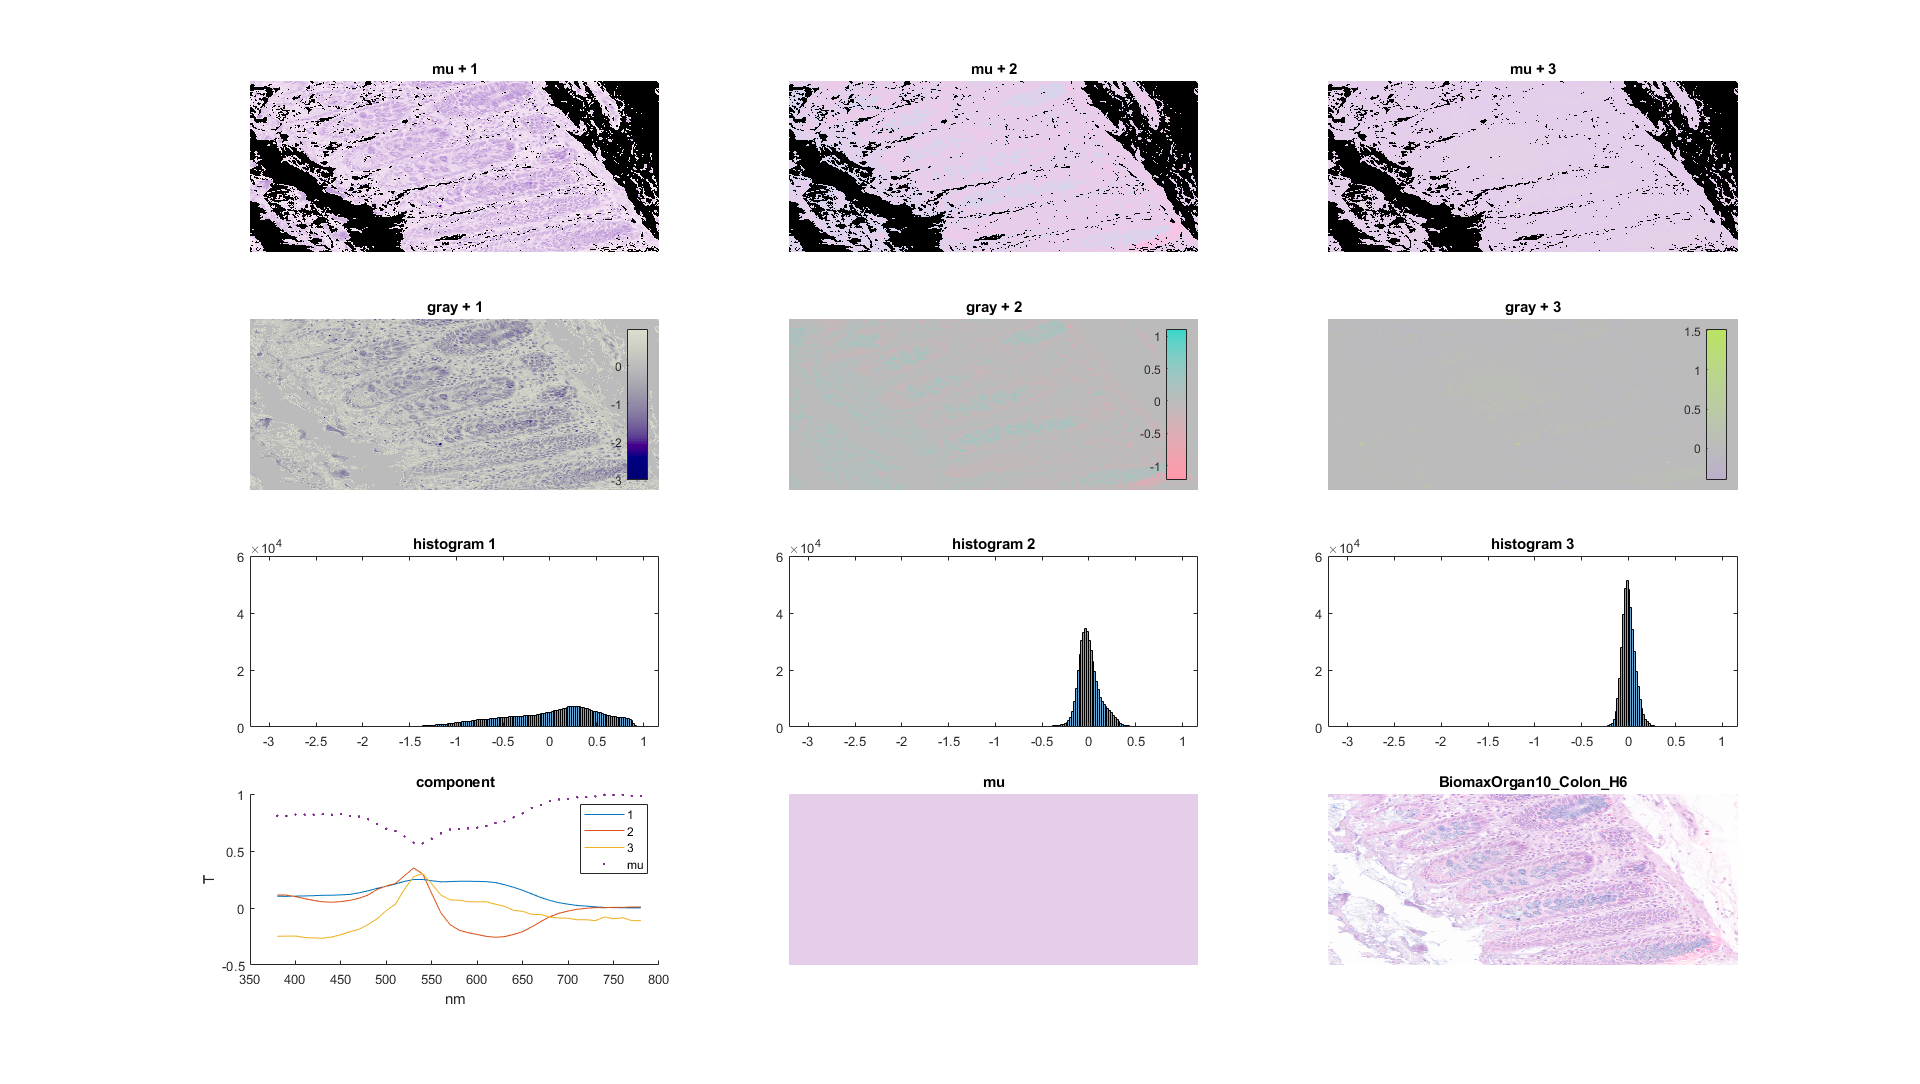 mu + 1
mu + 2
mu + 3
gray + 1
0
-1
-2
-3
gray + 2
1
0.5
0
-0.5
-1
gray + 3
1.5
1
0.5
0
histogram 1
×10^4
6
4
2
0
-3 -2.5 -2 -1.5 -1 -0.5 0 0.5 1
histogram 2
×10^4
6
4
2
0
-3 -2.5 -2 -1.5 -1 -0.5 0 0.5 1
histogram 3
×10^4
6
4
2
0
-3 -2.5 -2 -1.5 -1 -0.5 0 0.5 1
component
T
1
0.5
0
-0.5
350 400 450 500 550 600 650 700 750 800
nm
1
2
3
mu
mu
BiomaxOrgan10_Colon_H6